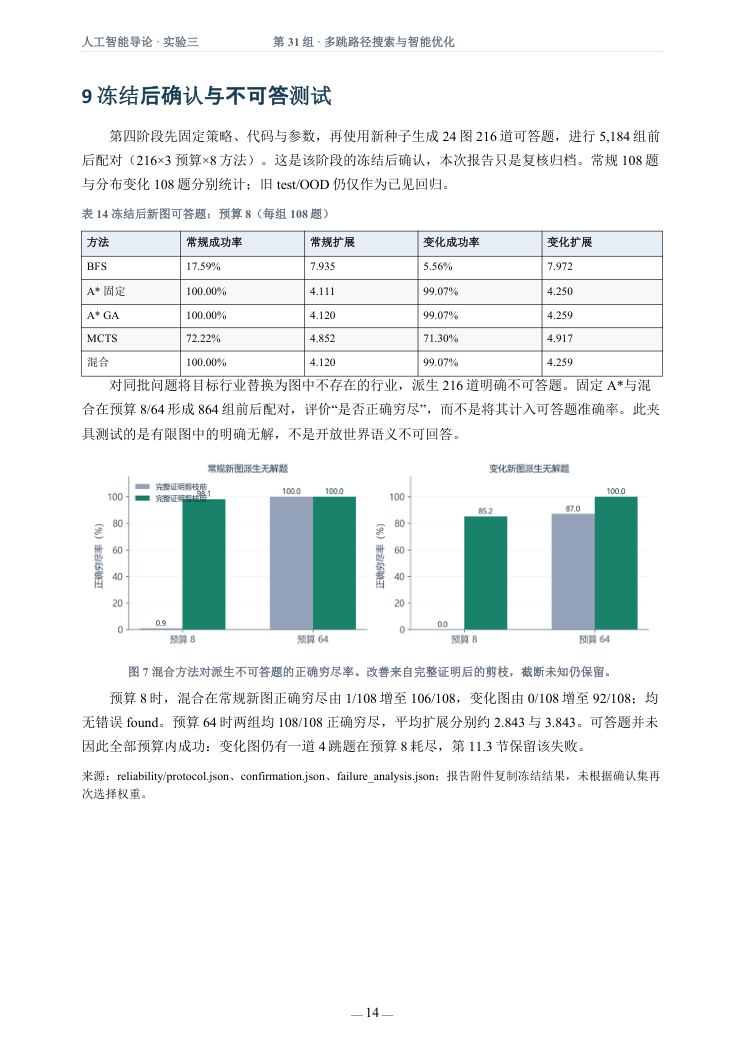 人工智能导论 · 实验三 第 31 组 · 多跳路径搜索与智能优化
9 冻结后确认与不可答测试
第四阶段先固定策略、代码与参数，再使用新种子生成 24 图 216 道可答题，进行 5,184 组前
后配对（216×3 预算×8 方法）。这是该阶段的冻结后确认，本次报告只是复核归档。常规 108 题
与分布变化 108 题分别统计；旧 test/OOD 仍仅作为已见回归。
表 14 冻结后新图可答题：预算 8（每组 108 题）
方法 常规成功率 常规扩展 变化成功率 变化扩展
BFS 17.59% 7.935 5.56% 7.972
A* 固定 100.00% 4.111 99.07% 4.250
A* GA 100.00% 4.120 99.07% 4.259
MCTS 72.22% 4.852 71.30% 4.917
混合 100.00% 4.120 99.07% 4.259
对同批问题将目标行业替换为图中不存在的行业，派生 216 道明确不可答题。固定 A*与混
合在预算 8/64 形成 864 组前后配对，评价“是否正确穷尽”，而不是将其计入可答题准确率。此夹
具测试的是有限图中的明确无解，不是开放世界语义不可回答。
常规新图派生无解题
完整证明剪枝前
完整证明剪枝
98.1
100.0
100.0
0.9
100
80
60
40
20
0
正确穷尽率（%）
预算 8
预算 64
变化新图派生无解题
100.0
87.0
85.2
0.0
100
80
60
40
20
0
正确穷尽率（%）
预算 8
预算 64
图 7 混合方法对派生不可答题的正确穷尽率。改善来自完整证明后的剪枝，截断未知仍保留。
预算 8 时，混合在常规新图正确穷尽由 1/108 增至 106/108，变化图由 0/108 增至 92/108；均
无错误 found。预算 64 时两组均 108/108 正确穷尽，平均扩展分别约 2.843 与 3.843。可答题并未
因此全部预算内成功：变化图仍有一道 4 跳题在预算 8 耗尽，第 11.3 节保留该失败。
来源：reliability/protocol.json、confirmation.json、failure_analysis.json；报告附件复制冻结结果，未根据确认集再
次选择权重。
— 14 —